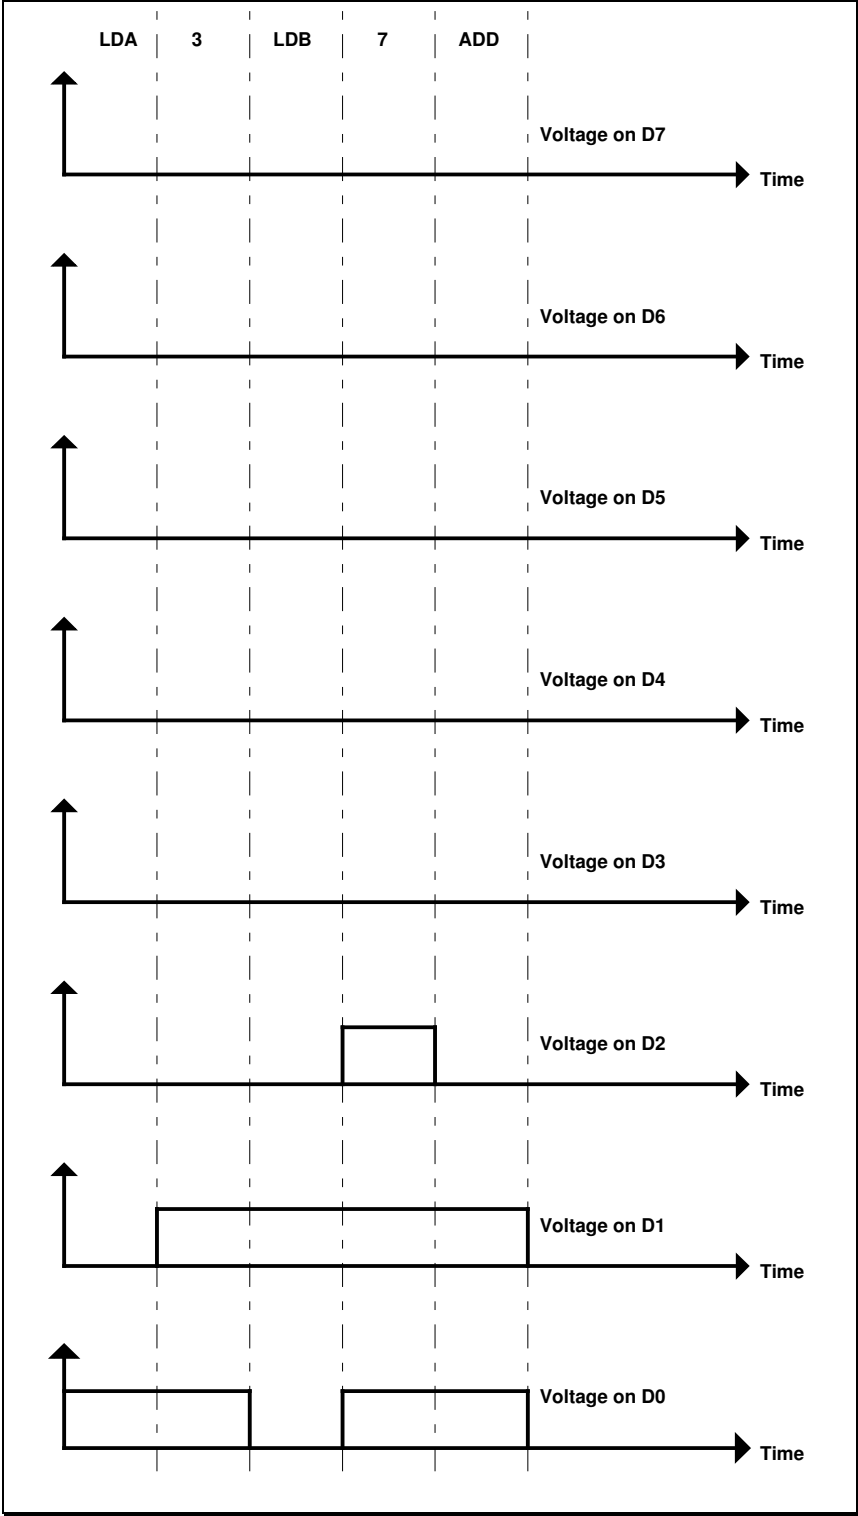 LDA 3 LDB 7 ADD
Voltage on D7
Time
Voltage on D6
Time
Voltage on D5
Time
Voltage on D4
Time
Voltage on D3
Time
Voltage on D2
Time
Voltage on D1
Time
Voltage on D0
Time